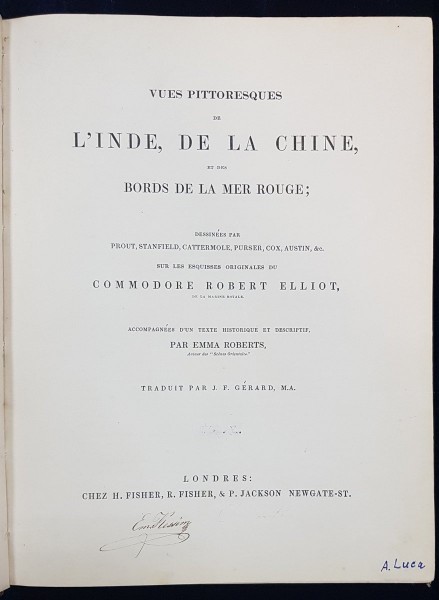 VUES PITTORESQUES
DE
L'INDE, DE LA CHINE,
ET DES
BORDS DE LA MER ROUGE;
DESSINÉES PAR
PROUT, STANFIELD, CATTERMOLE, PURSER, COX, AUSTIN, &c.
SUR LES ESQUISSES ORIGINALES DU
COMMODORE ROBERT ELLIOT,
DE LA MARINE ROYALE.
ACCOMPAGNÉES D'UN TEXTE HISTORIQUE ET DESCRIPTIF,
PAR EMMA ROBERTS,
Auteur des "Scènes Orientales."
TRADUIT PAR J. F. GÉRARD, M.A.
LONDRES:
CHEZ H. FISHER, R. FISHER, & P. JACKSON NEWGATE-ST.
A. Luca